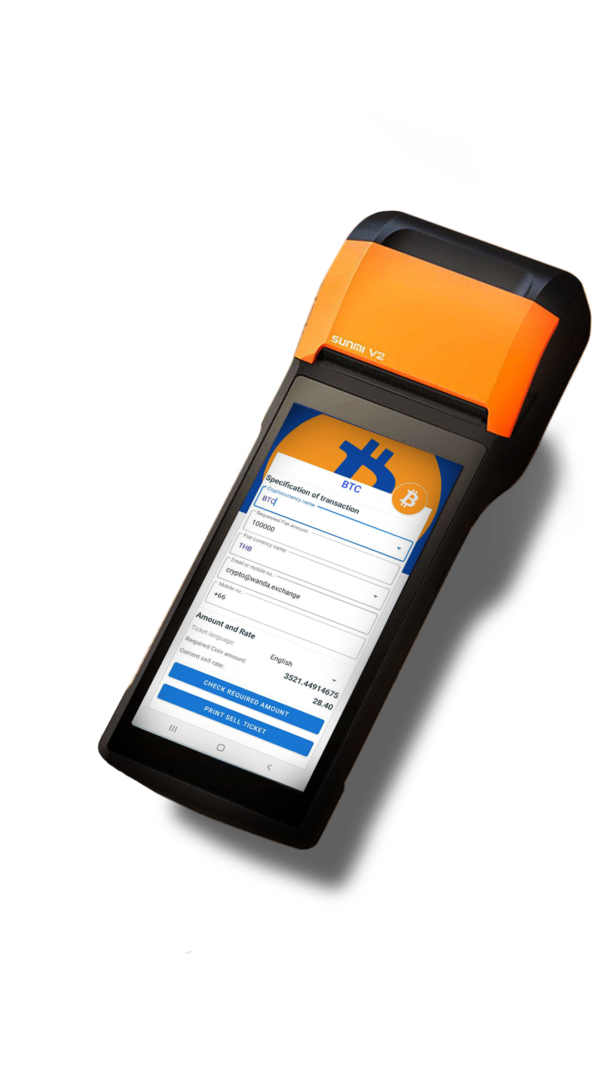 SUNMI V2
BTC
Specification of transaction
Cryptocurrency name:
BTC
Requested Fiat amount:
100000
Fiat currency name:
THB
Email or mobile no.:
crypto@wanda.exchange
Mobile no.:
+66
Amount and Rate
Ticket language: English
Required Coin amount: 3521.44914675
Current sell rate: 28.40
CHECK REQUIRED AMOUNT
PRINT SELL TICKET